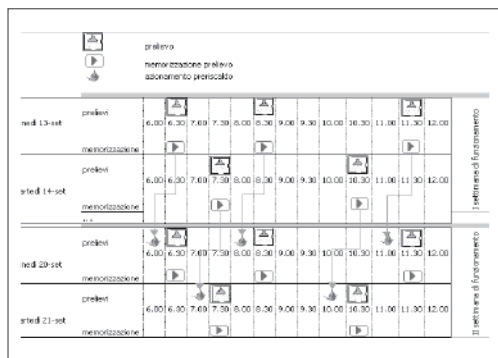 prelievo
memorizzazione prelievo
azionamento preriscaldo
prelievi
nedì 13-set 6.00 6.30 7.00 7.30 8.00 8.30 9.00 9.30 10.00 10.30 11.00 11.30 12.00
memorizzazione
prelievi
artedì 14-set 6.00 6.30 7.00 7.30 8.00 8.30 9.00 9.30 10.00 10.30 11.00 11.30 12.00
memorizzazione
I settimana di funzionamento
prelievi
nedì 20-set 6.00 6.30 7.00 7.30 8.00 8.30 9.00 9.30 10.00 10.30 11.00 11.30 12.00
memorizzazione
prelievi
artedì 21-set 6.00 6.30 7.00 7.30 8.00 8.30 9.00 9.30 10.00 10.30 11.00 11.30 12.00
memorizzazione
II settimana di funzionamento